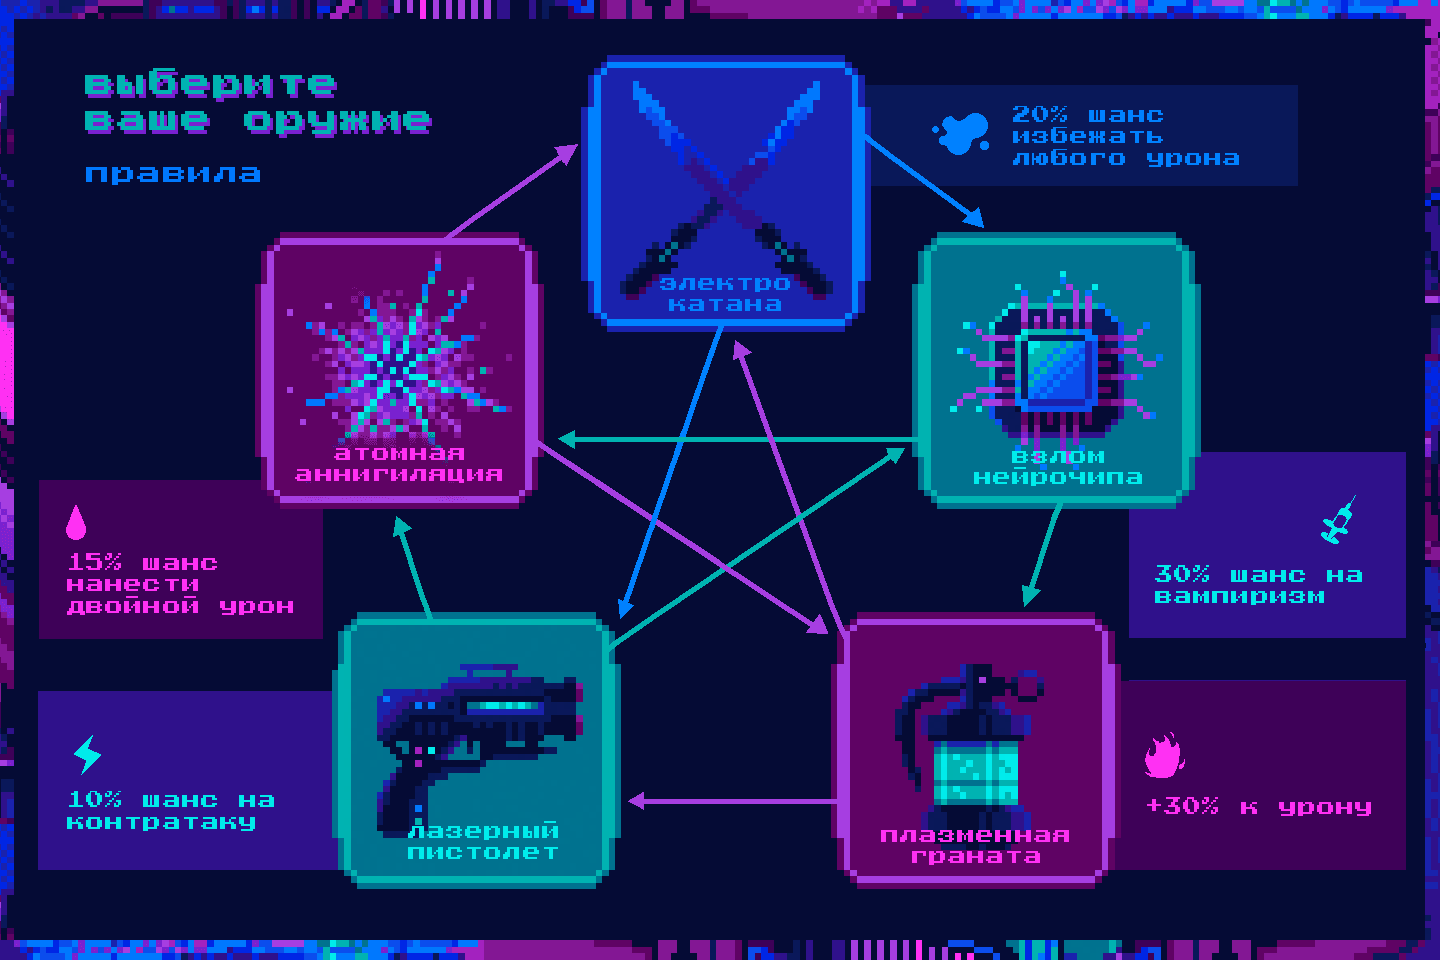 выберите
ваше оружие
правила
20% шанс
избежать
любого урона
электро
катана
атомная
аннигиляция
взлом
нейрочипа
15% шанс
нанести
двойной урон
30% шанс на
вампиризм
10% шанс на
контратаку
лазерный
пистолет
плазменная
граната
+30% к урону